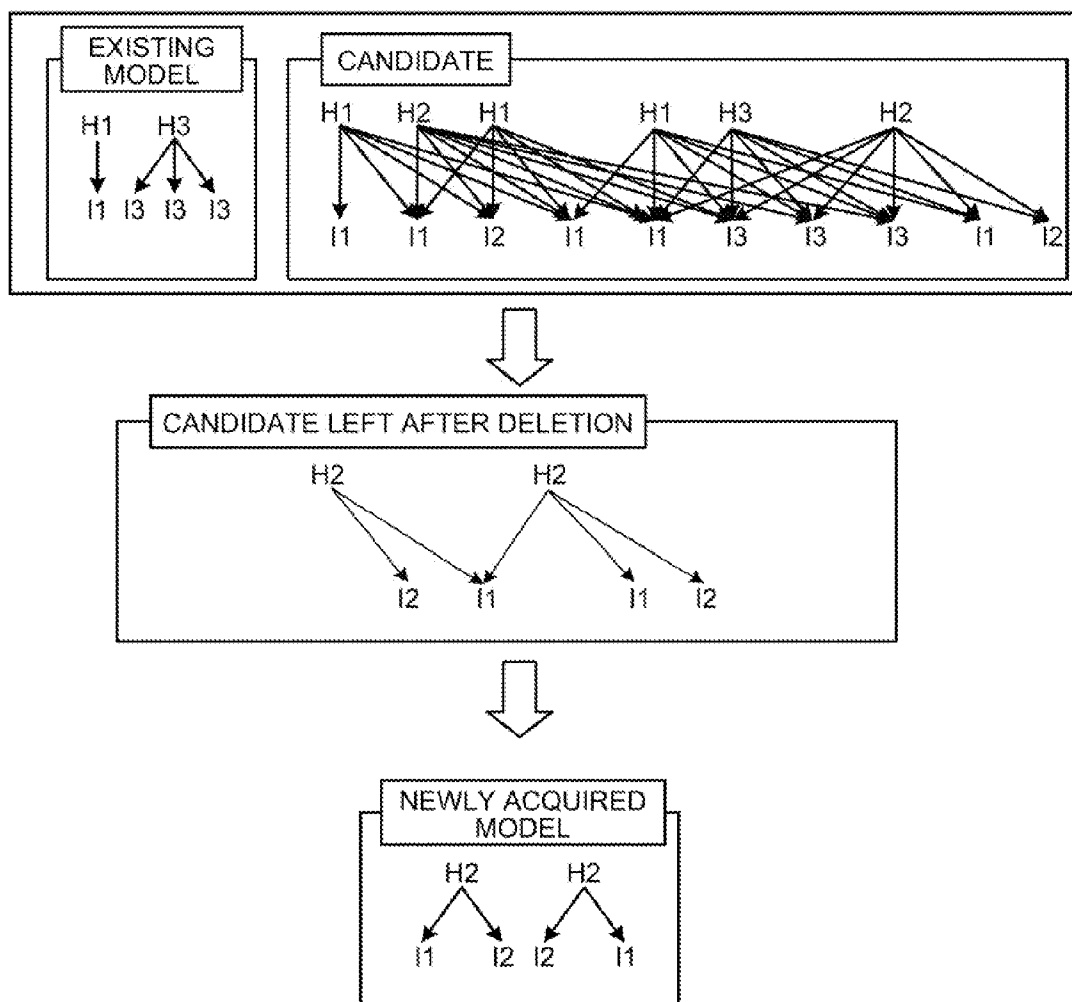 EXISTING
MODEL
H1 H3
I1 I3 I3 I3
CANDIDATE
H1 H2 H1 H1 H3 H2
I1 I1 I2 I1 I1 I3 I3 I3 I1 I2
CANDIDATE LEFT AFTER DELETION
H2 H2
I2 I1 I1 I2
NEWLY ACQUIRED
MODEL
H2 H2
I1 I2 I2 I1